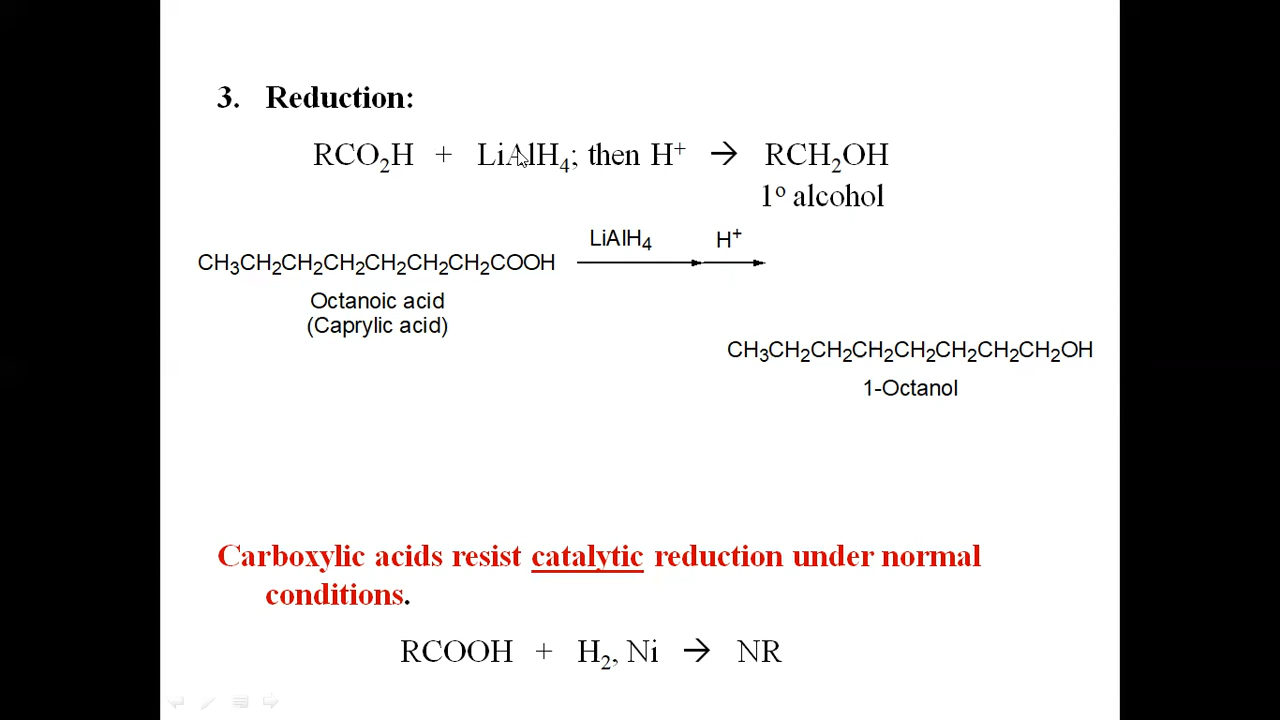 3. Reduction:
RCO₂H + LiAlH₄; then H⁺ → RCH₂OH
1º alcohol
LiAlH₄ H⁺
CH₃CH₂CH₂CH₂CH₂CH₂CH₂COOH
Octanoic acid
(Caprylic acid)
CH₃CH₂CH₂CH₂CH₂CH₂CH₂CH₂OH
1-Octanol
Carboxylic acids resist catalytic reduction under normal
conditions.
RCOOH + H₂, Ni → NR